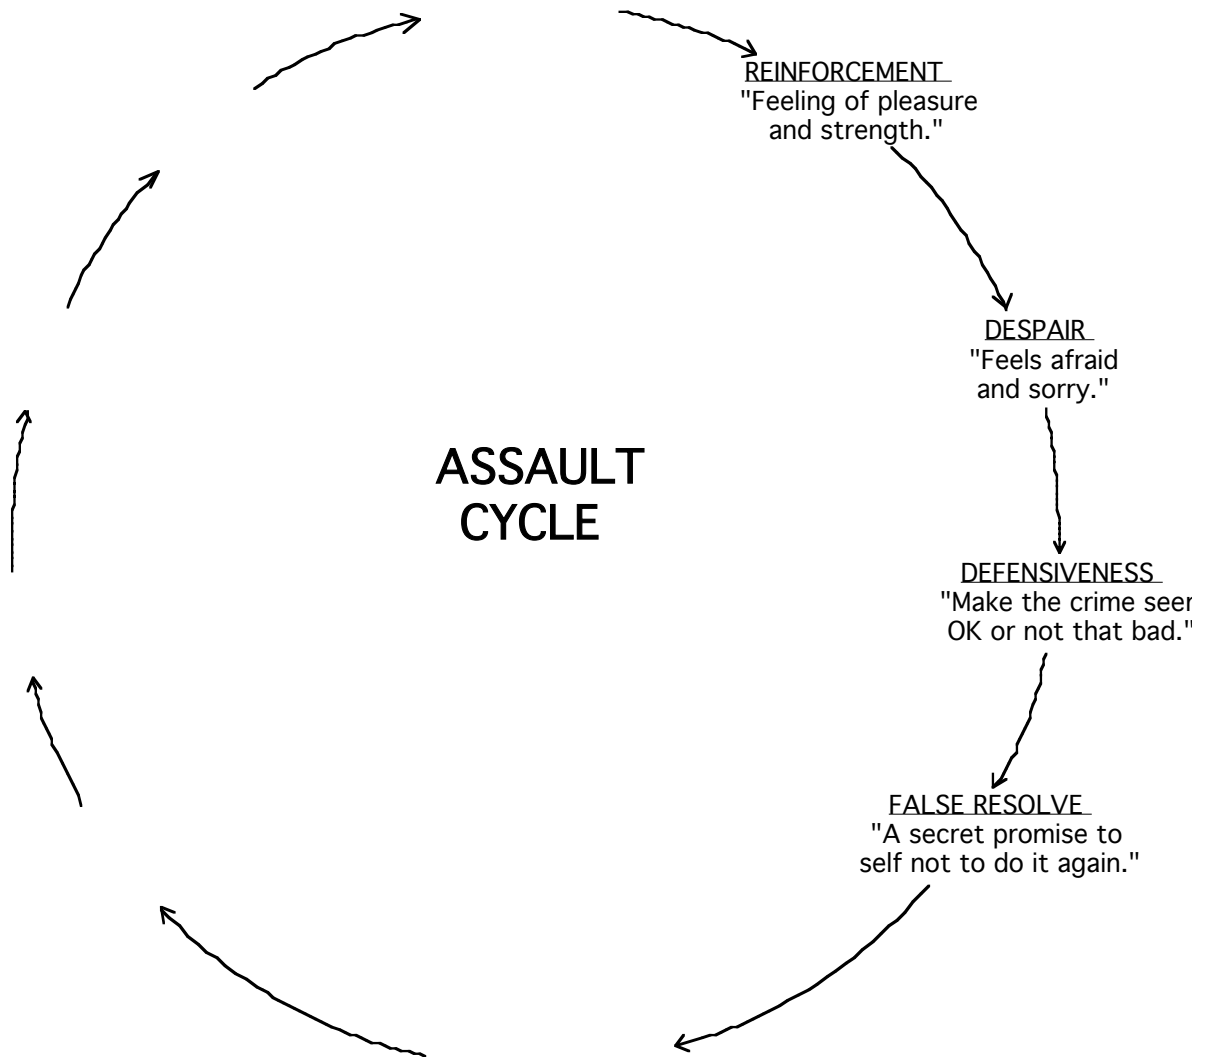 REINFORCEMENT
"Feeling of pleasure
and strength."
DESPAIR
"Feels afraid
and sorry."
ASSAULT
CYCLE
DEFENSIVENESS
"Make the crime
OK or not that bad."
FALSE RESOLVE
"A secret promise to
self not to do it again."